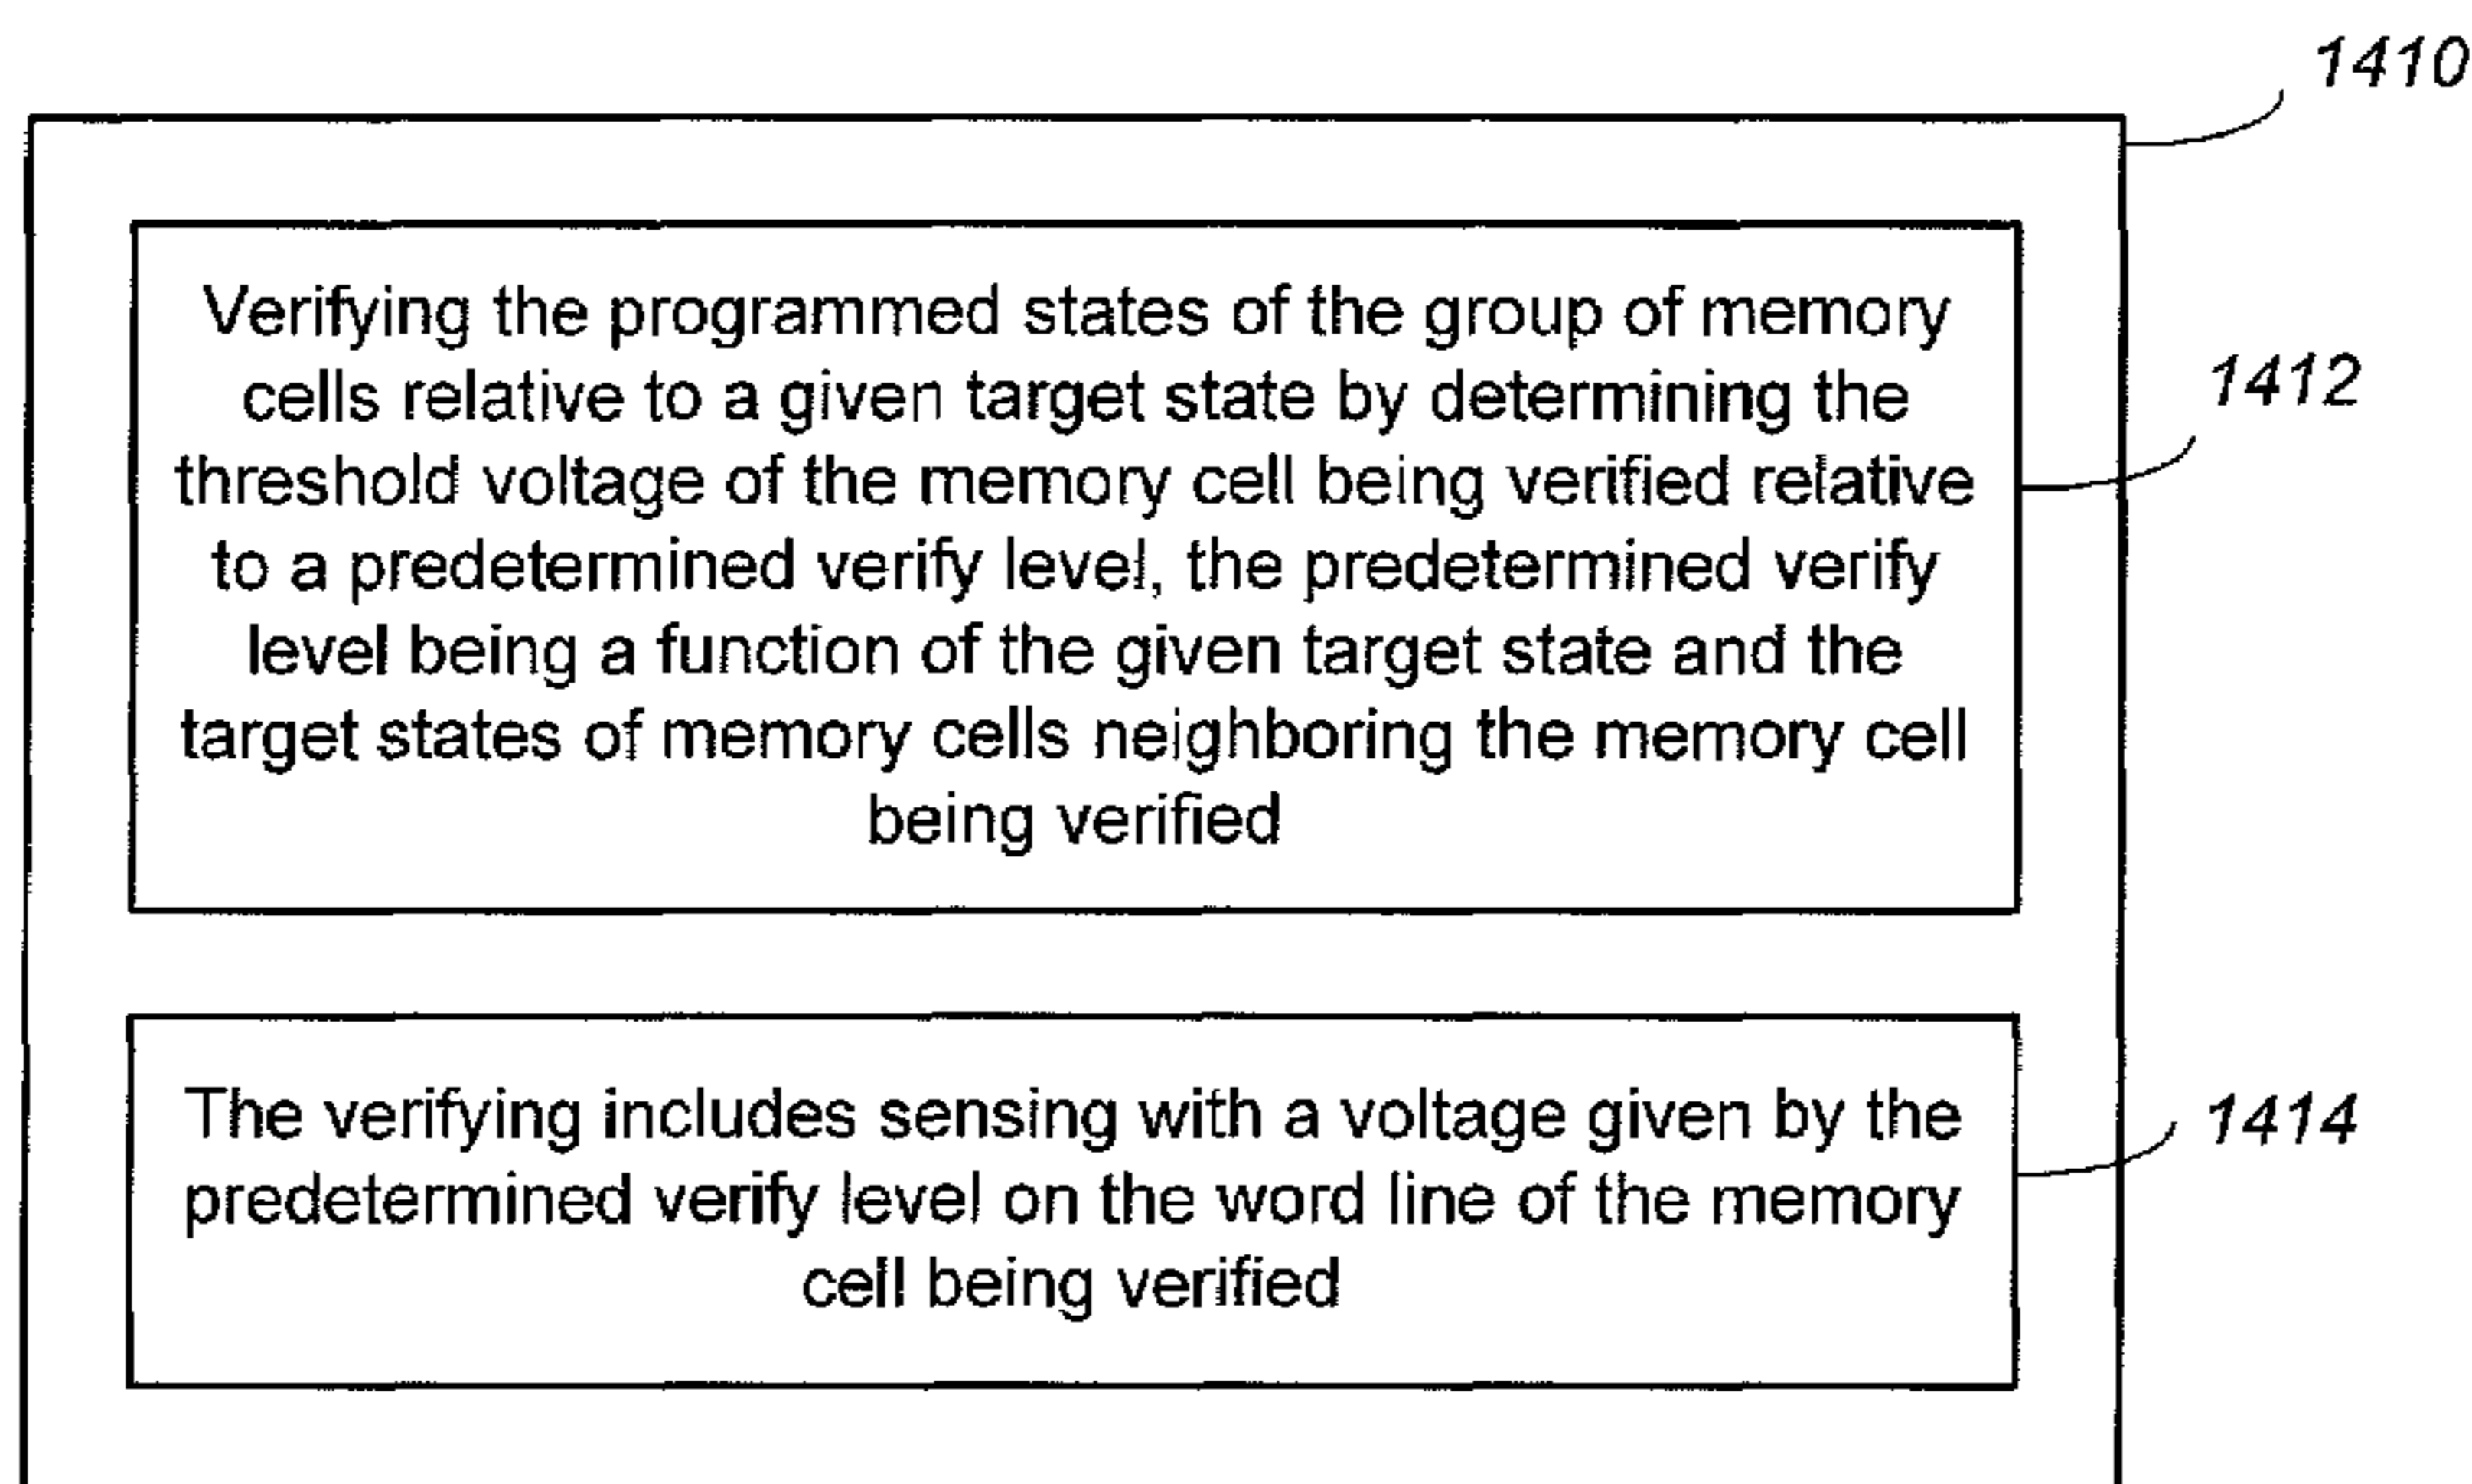 1410
Verifying the programmed states of the group of memory
cells relative to a given target state by determining the
threshold voltage of the memory cell being verified relative
to a predetermined verify level, the predetermined verify
level being a function of the given target state and the
target states of memory cells neighboring the memory cell
being verified
1412
The verifying includes sensing with a voltage given by the
predetermined verify level on the word line of the memory
cell being verified
1414